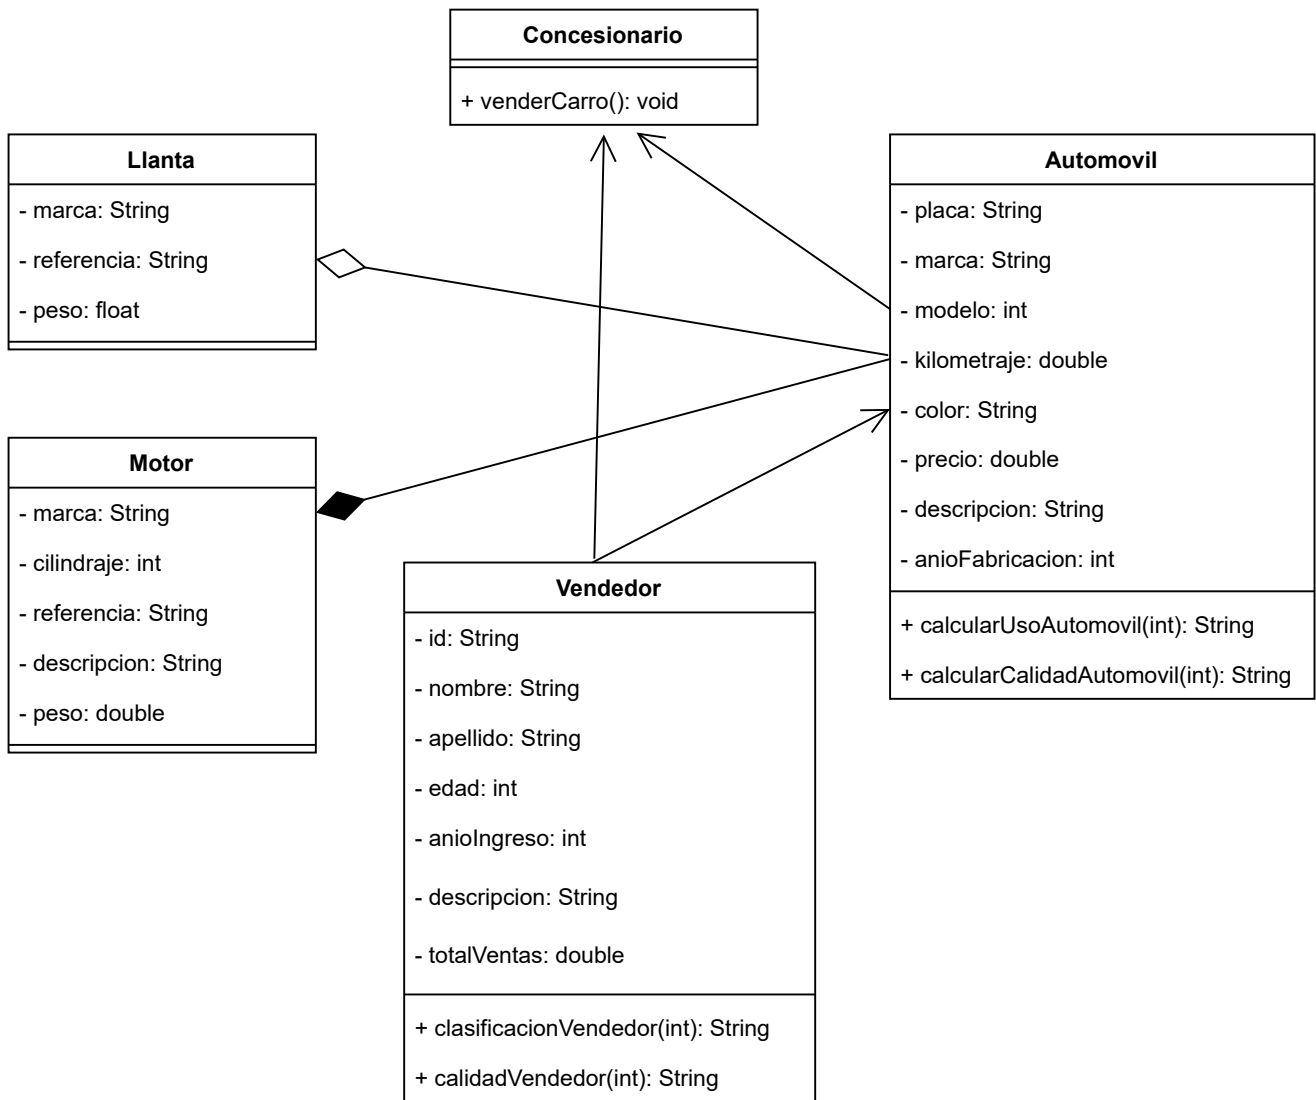 Concesionario
+ venderCarro(): void
Llanta
- marca: String
- referencia: String
- peso: float
Automovil
- placa: String
- marca: String
- modelo: int
- kilometraje: double
- color: String
- precio: double
- descripcion: String
- anioFabricacion: int
+ calcularUsoAutomovil(int): String
+ calcularCalidadAutomovil(int): String
Motor
- marca: String
- cilindraje: int
- referencia: String
- descripcion: String
- peso: double
Vendedor
- id: String
- nombre: String
- apellido: String
- edad: int
- anioIngreso: int
- descripcion: String
- totalVentas: double
+ clasificacionVendedor(int): String
+ calidadVendedor(int): String